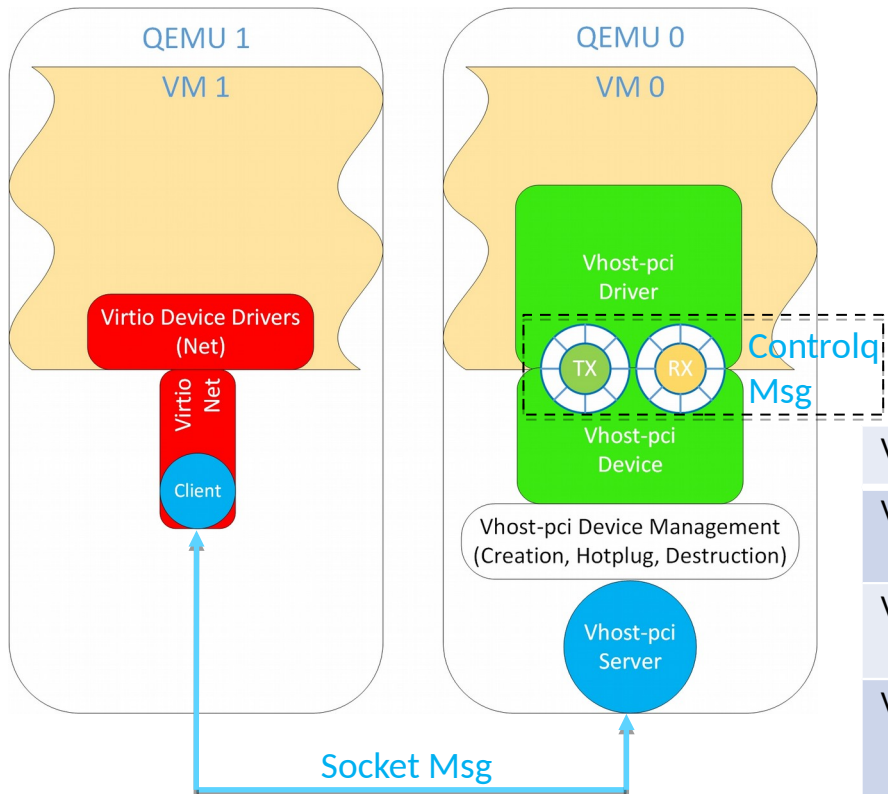 QEMU 1
VM 1
Virtio Device Drivers
(Net)
Virtio
Net
Client
QEMU 0
VM 0
Vhost-pci
Driver
TX
RX
Controlq
Msg
Vhost-pci
Device
Vhost-pci Device Management
(Creation, Hotplug, Destruction)
Vhost-pci
Server
Socket Msg